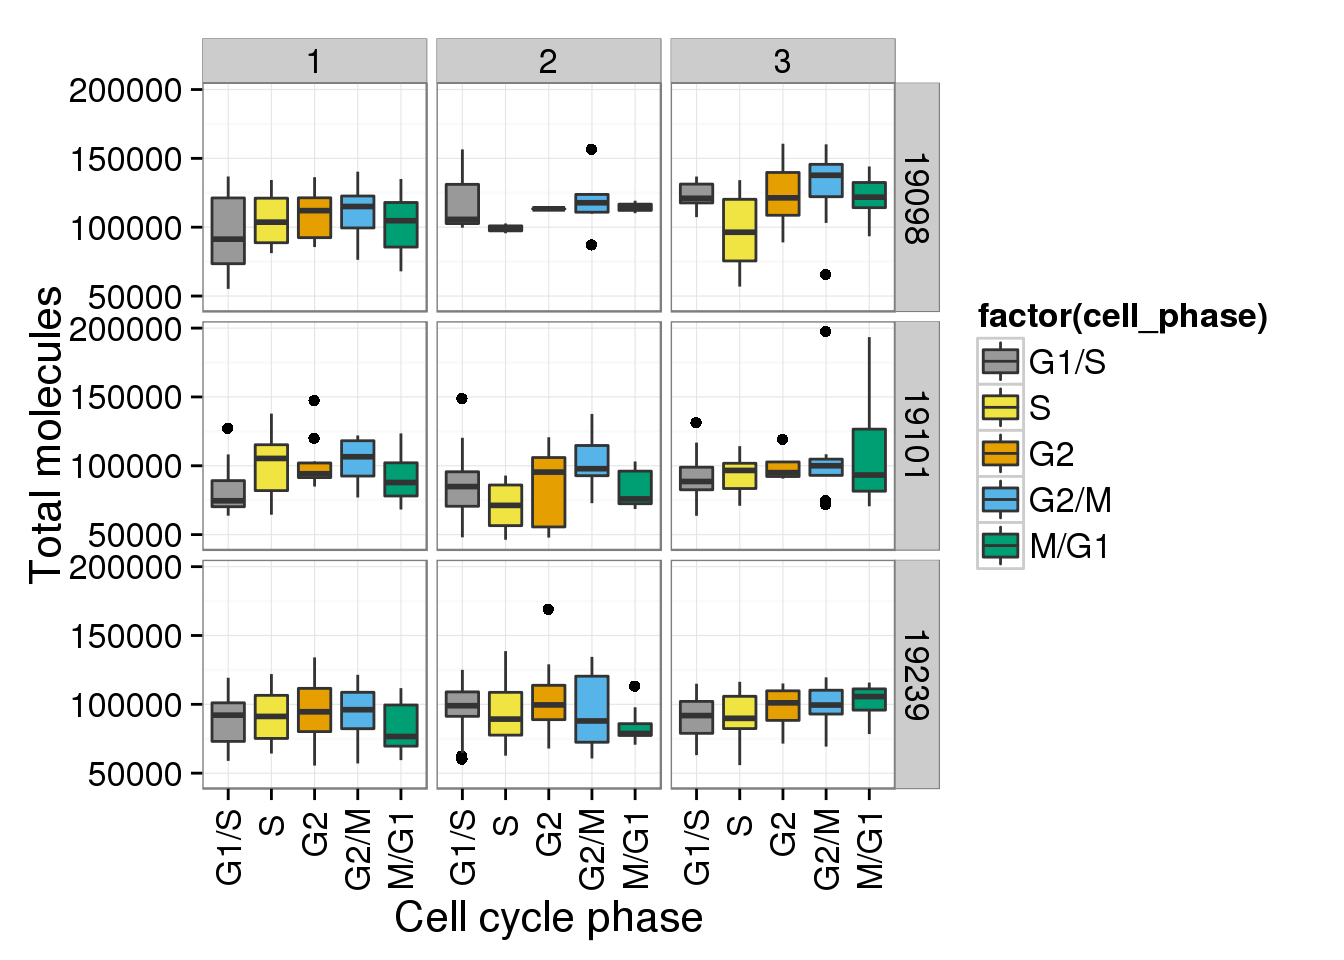 1 2 3
200000
150000
100000
50000
19098
200000
150000
100000
50000
19101
200000
150000
100000
50000
19239
Total molecules
G1/S S G2 G2/M M/G1 G1/S S G2 G2/M M/G1 G1/S S G2 G2/M M/G1
Cell cycle phase
factor(cell_phase)
G1/S
S
G2
G2/M
M/G1